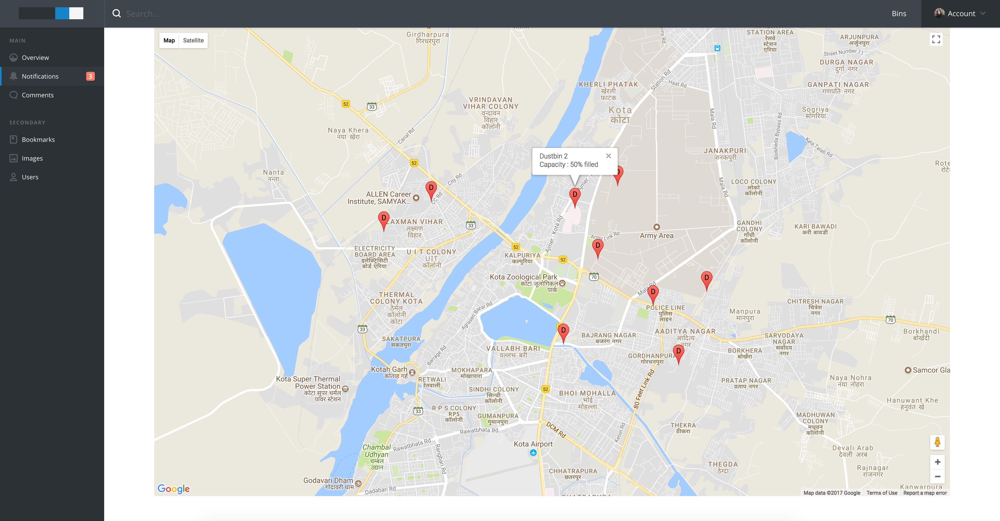 Search...
Bins
Account
MAIN
Overview
Notifications 3
Comments
SECONDARY
Bookmarks
Images
Users
Map Satellite
Girdharpura
गिरधरपुरा
STATION AREA
रेलवे
स्टेशन
एरिया
ARJUNPURA
अर्जुनपुरा
Street Number 11
DURGA NAGAR
दुर्गा नगर
GANPATI NAGAR
गणपति नगर
Sogriya
सोगरिया
KHERLI PHATAK
खेरली
फाटक
Station Rd
Haat Rd
Kota
कोटा
VRINDAVAN
VIHAR COLONY
वृन्दावन
विहार
कॉलोनी
52
33
Naya Khera
नया खेरा
Canal Rd
Mala Rd
Borkheda Bypass Rd
Kala Talab Rd
JANAKPURI
जनकपुरी
Dustbin 2
Capacity : 50% filled
52
Nanta
नन्ता
City Rd
CC Rd
D
D
D
Ajmer -
Mala Rd
LOCO COLONY
लोको
कॉलोनी
ALLEN Career
Institute, SAMYAK...
D
LAXMAN VIHAR
लक्ष्मण
विहार
33
Ajmer - Kota Rd
Army Link Rd
Army Area
GANDHI
COLONY
गाँधी
कॉलोनी
KARI BAWADI
करी बावडी
ELECTRICITY
BOARD AREA
इलेक्ट्रिसिटी
बोर्ड एरिया
U I T COLONY
UIT
कॉलोनी
52
KALPURIYA
कल्पुरिया
52
D
Kota Zoological Park
कोटा जूलोगिकल
पार्क
70
D
Mala Rd
D
POLICE LINE
पुलिस
लाइन
THERMAL
COLONY KOTA
ठेर्मल
कॉलोनी
कोटा
Agrasen Bazar Rd
CHITRESH NAGAR
चित्रेश
नगर
Manpura
मानपुरा
70
33
D
BAJRANG NAGAR
बजरंग नगर
AADITYA NAGAR
आदित्य
नगर
SARVODAYA
NAGAR
सर्वोदय
नगर
Borkhandi
बोर्खंदी
SAKATPURA
सकतपुरा
VALLABH BARI
वल्लभ बरी
D
GORDHANPURA
गोरधनपुरा
BORKHERA
बोर्खेरा
Barrage Rd
Kotah Garh
कोताह गर्ह
MOKHAPARA
मोखापारा
RETWALI
रेतवाली
Samcor Gla
Kota Super Thermal
Power Station
कोटा सुपर थर्मल
पावर स्टेशन
SINDHI COLONY
सिन्धी
कॉलोनी
52
BHOI MOHALLA
भोई
मोहल्ला
80 Feet Link Rd
PRATAP NAGAR
प्रताप नगर
Naya Nohra
नया नोहरा
Hanuwant Khe
हनुवंत खे
33
R P S COLONY
RPS
कॉलोनी
GUMANPURA
गुमानपुरा
MADHUWAN
COLONY
मधुवन
कॉलोनी
DCM Rd
Keton Rd
THEKRA
ठीकरा
Rawatbhata Rd
Rawatbhata Rd
Kota Airport
Chambal
Udhyan
चम्बल
उद्यान
Rangbari Rd
Devali Arab
देवली अरब
THEGDA
ठेग्दा
Rajnagar
राजनगर
CHHATRAPURA
छतरपुर
Godavari Dham
गोदावरी धाम
Dadabari Rd
Kanwarpura
Google
Map data ©2017 Google Terms of Use Report a map error